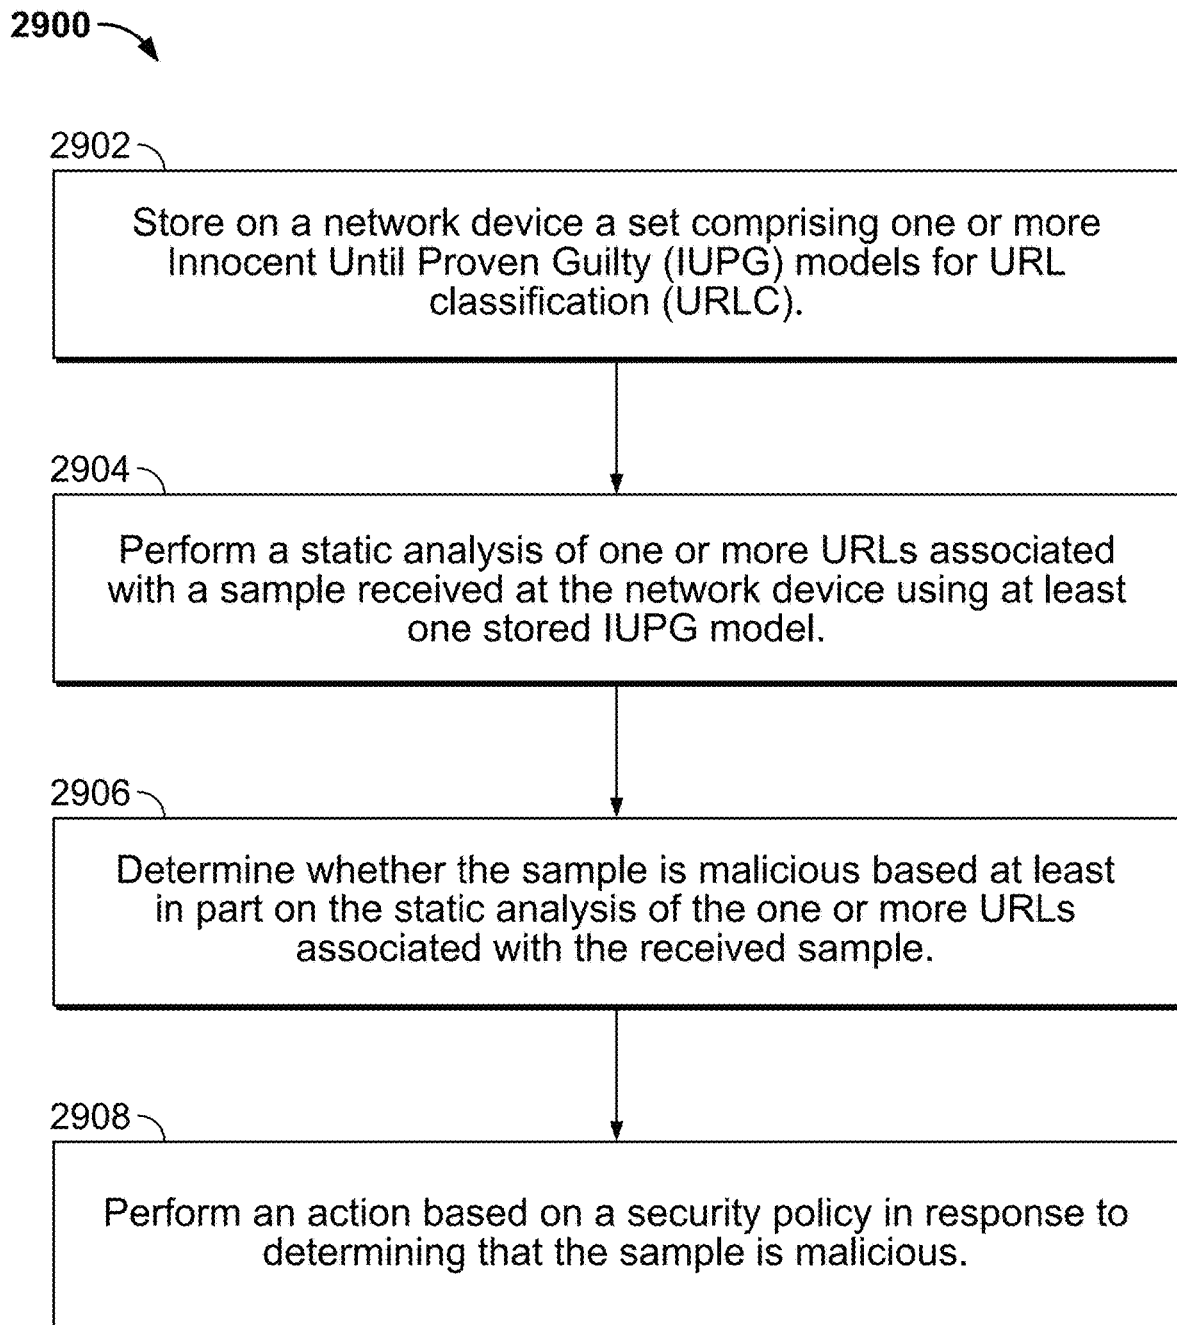 2900
2902
Store on a network device a set comprising one or more
Innocent Until Proven Guilty (IUPG) models for URL
classification (URLC).
2904
Perform a static analysis of one or more URLs associated
with a sample received at the network device using at least
one stored IUPG model.
2906
Determine whether the sample is malicious based at least
in part on the static analysis of the one or more URLs
associated with the received sample.
2908
Perform an action based on a security policy in response to
determining that the sample is malicious.